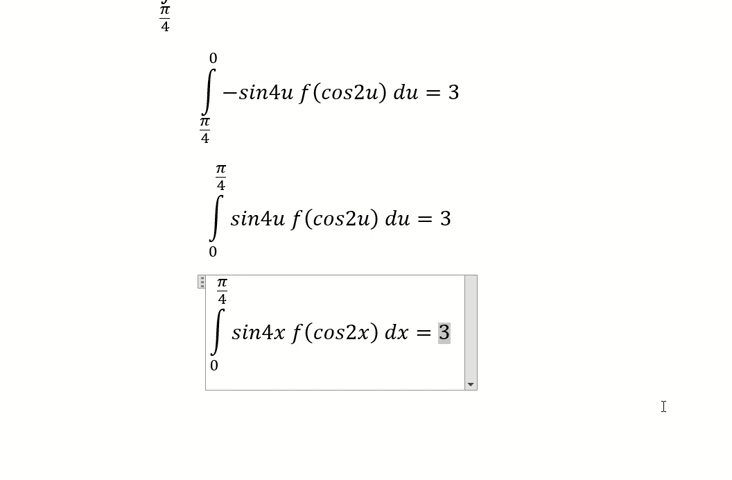 π
4
0
∫ −sin4u f(cos2u) du = 3
π
4
π
4
∫ sin4u f(cos2u) du = 3
0
π
4
∫ sin4x f(cos2x) dx = 3
0